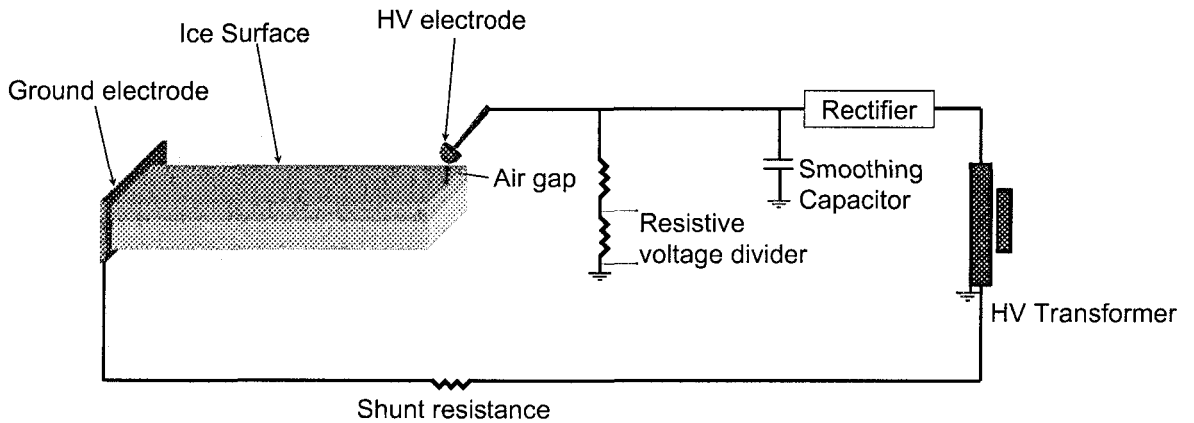 HV electrode
Ice Surface
Ground electrode
Rectifier
Air gap
Smoothing
Capacitor
Resistive
voltage divider
HV Transformer
Shunt resistance